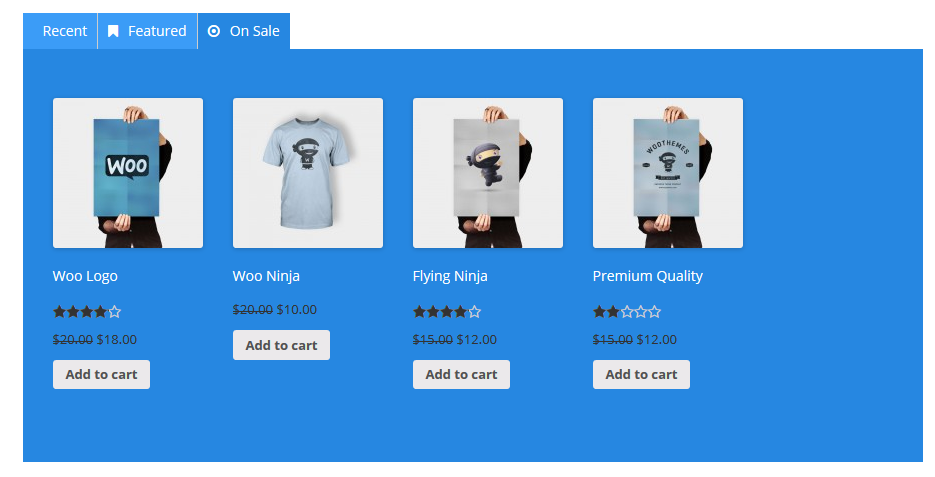 Recent Featured On Sale
WOO
WOOTHEMES
Woo Logo Woo Ninja Flying Ninja Premium Quality
$20.00 $10.00
$20.00 $18.00 $15.00 $12.00 $15.00 $12.00
Add to cart
Add to cart Add to cart Add to cart